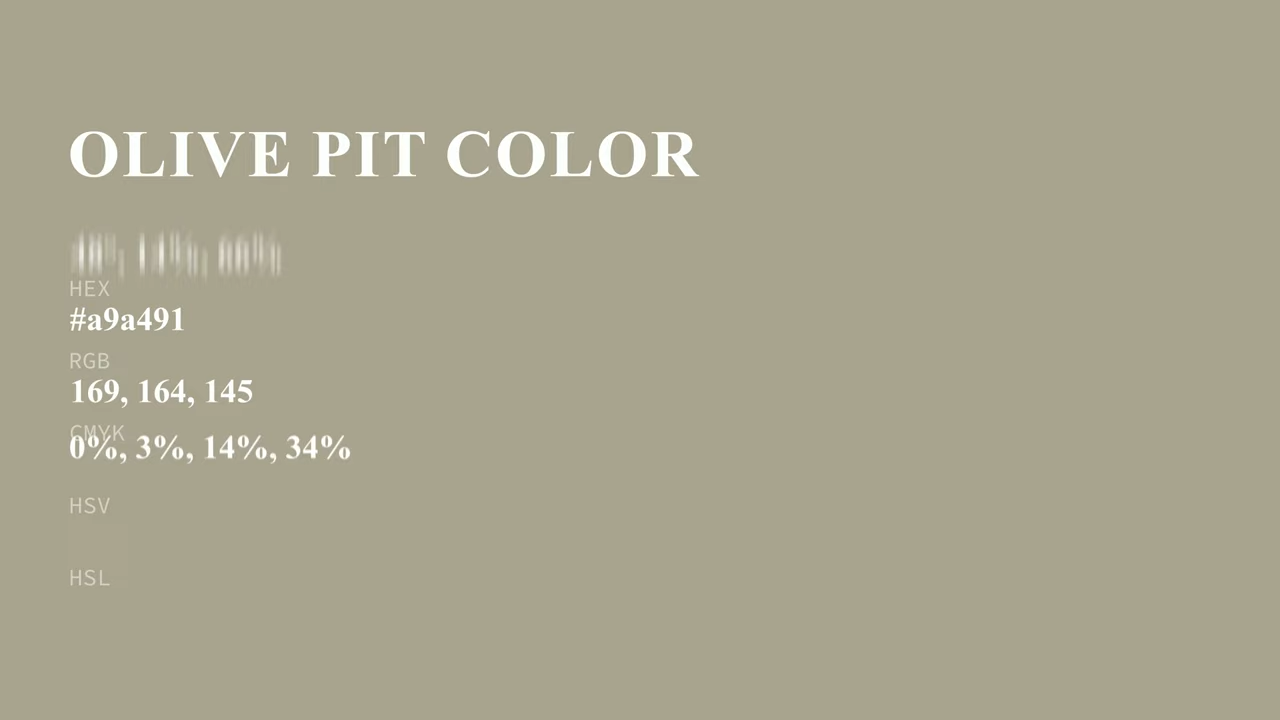 OLIVE PIT COLOR
HEX
#a9a491
RGB
169, 164, 145
CMYK
0%, 3%, 14%, 34%
HSV
HSL